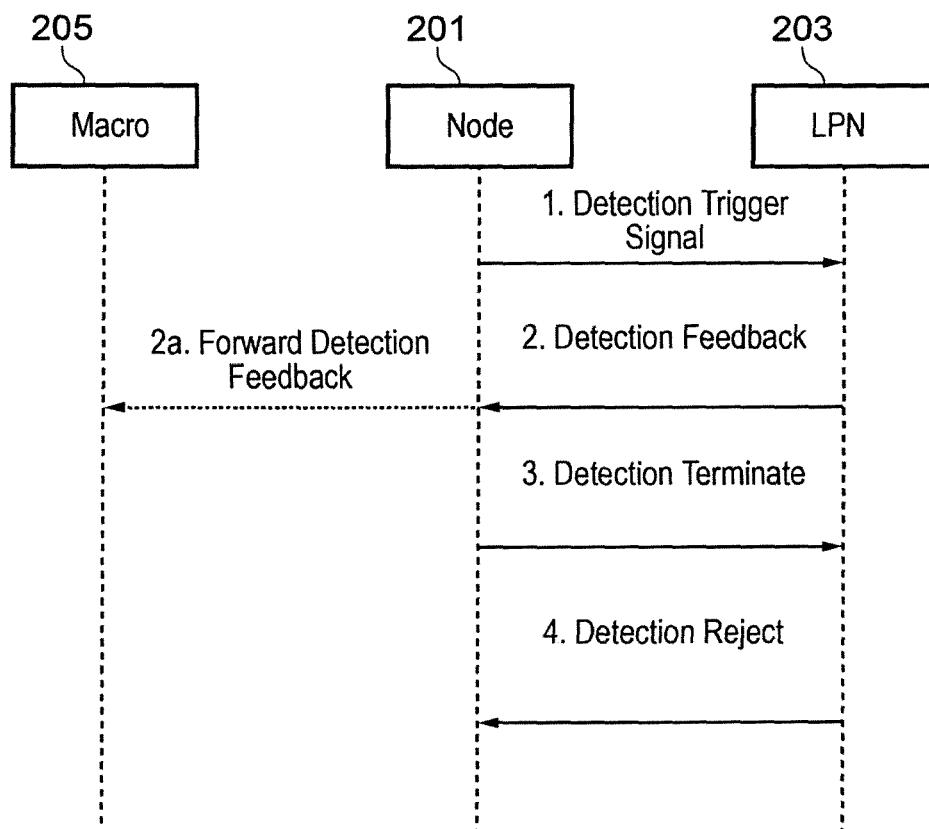 205
201
203
Macro
Node
LPN
1. Detection Trigger
Signal
2. Detection Feedback
2a. Forward Detection
Feedback
3. Detection Terminate
4. Detection Reject